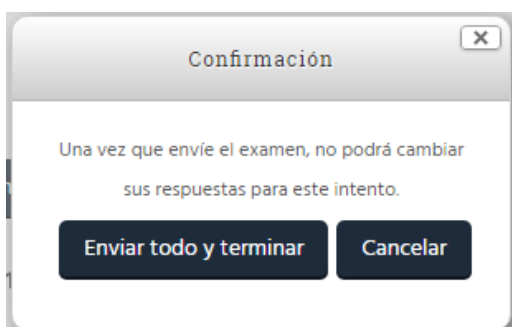 Confirmación
Una vez que envíe el examen, no podrá cambiar
sus respuestas para este intento.
Enviar todo y terminar
Cancelar